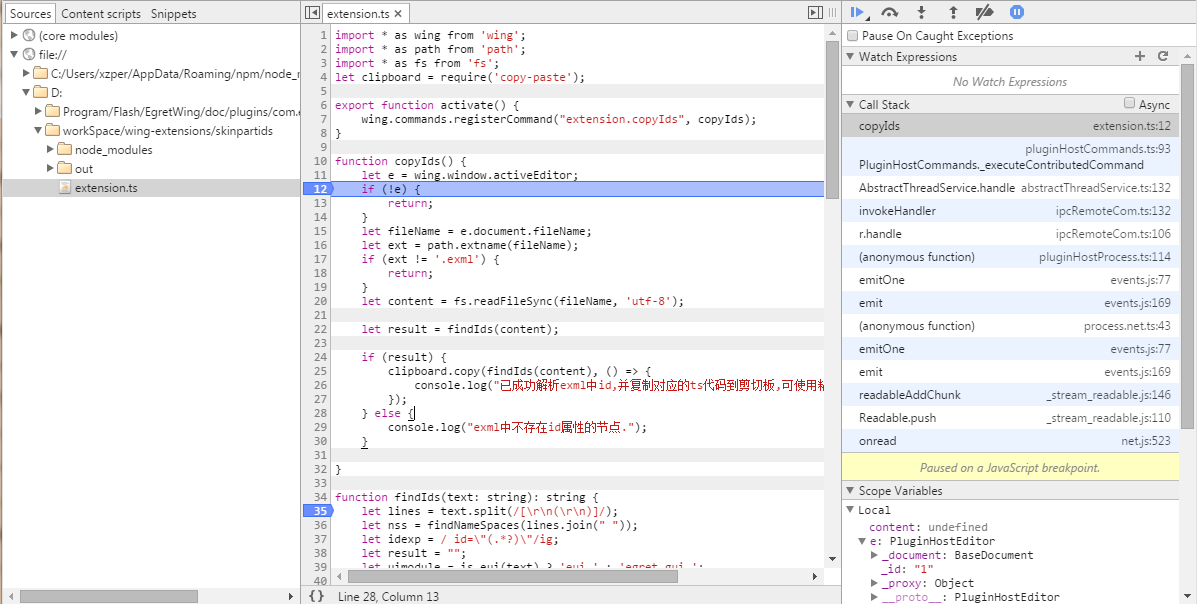 Sources Content scripts Snippets
(core modules)
file://
C:/Users/xzper/AppData/Roaming/npm/node_r
D:
Program/Flash/EgretWing/doc/plugins/com.e
workSpace/wing-extensions/skinpartids
node_modules
out
extension.ts
extension.ts ×
1 import * as wing from 'wing';
2 import * as path from 'path';
3 import * as fs from 'fs';
4 let clipboard = require('copy-paste');
5
6 export function activate() {
7 wing.commands.registerCommand("extension.copyIds", copyIds);
8 }
9
10 function copyIds() {
11 let e = wing.window.activeEditor;
12 if (!e) {
13 return;
14 }
15 let fileName = e.document.fileName;
16 let ext = path.extname(fileName);
17 if (ext != '.exml') {
18 return;
19 }
20 let content = fs.readFileSync(fileName, 'utf-8');
21
22 let result = findIds(content);
23
24 if (result) {
25 clipboard.copy(findIds(content), () => {
26 console.log("已成功解析exml中id,并复制对应的ts代码到剪切板,可使用粘
27 });
28 } else {
29 console.log("exml中不存在id属性的节点.");
30 }
31
32 }
33
34 function findIds(text: string): string {
35 let lines = text.split(/[\r\n(\r\n)]/);
36 let nss = findNameSpaces(lines.join(" "));
37 let idexp = / id=\"(.*?)\"/ig;
38 let result = "";
39 let uimodule = is_eui(text) ? 'eui.' : 'egret.gui.';
40
{} Line 28, Column 13
Pause On Caught Exceptions
Watch Expressions
No Watch Expressions
Call Stack Async
copyIds extension.ts:12
pluginHostCommands.ts:93
PluginHostCommands._executeContributedCommand
AbstractThreadService.handle abstractThreadService.ts:132
invokeHandler ipcRemoteCom.ts:132
r.handle ipcRemoteCom.ts:106
(anonymous function) pluginHostProcess.ts:114
emitOne events.js:77
emit events.js:169
(anonymous function) process.net.ts:43
emitOne events.js:77
emit events.js:169
readableAddChunk _stream_readable.js:146
Readable.push _stream_readable.js:110
onread net.js:523
Paused on a JavaScript breakpoint.
Scope Variables
Local
content: undefined
e: PluginHostEditor
_document: BaseDocument
_id: "1"
_proxy: Object
__proto__: PluginHostEditor